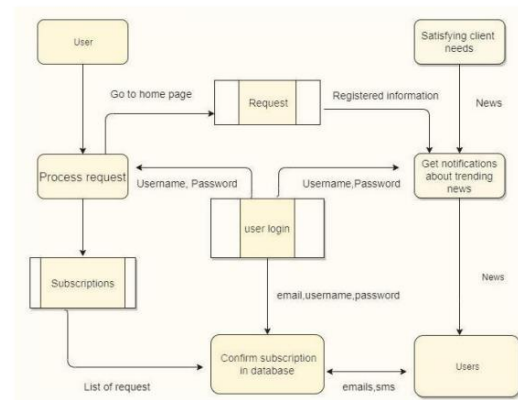 User
Satisfying client
needs
Go to home page
Request
Registered information
News
Process request
Username, Password
Username,Password
Get notifications
about trending
news
user login
Subscriptions
News
email,username,password
Confirm subscription
in database
Users
List of request
emails,sms